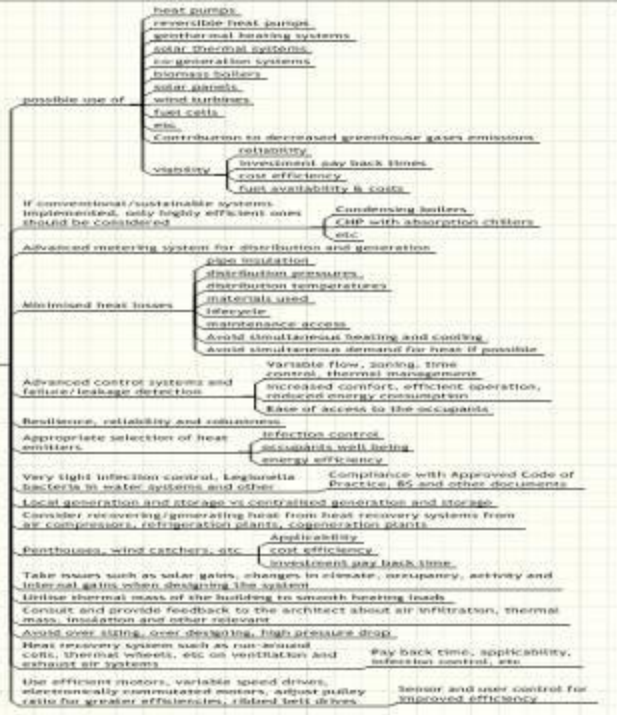 heat pumps
reversible heat pumps
geothermal heating systems
solar thermal systems
co-generation systems
biomass boilers
solar panels
possible use of
wind turbines
fuel cells
etc
Contribution to decreased greenhouse gases emissions
reliability
investment pay back times
viability
cost efficiency
fuel availability & costs
If conventional/sustainable systems
implemented, only highly efficient ones
should be considered
Condensing boilers
CHP with absorption chillers
etc
Advanced metering system for distribution and generation
pipe insulation
distribution pressures
distribution temperatures
materials used
Minimised heat losses
lifecycle
maintenance access
Avoid simultaneous heating and cooling
Avoid simultaneous demand for heat if possible
Advanced control systems and
failure/leakage detection
Variable flow, zoning, time
control, thermal management
Increased comfort, efficient operation,
reduced energy consumption
Ease of access to the occupants
Resilience, reliability and robustness
Appropriate selection of heat
emitters
Infection control
occupants well being
energy efficiency
Very tight infection control, Legionella
bacteria in water systems and other
Compliance with Approved Code of
Practice, BS and other documents
Local generation and storage vs centralised generation and storage
Consider recovering/generating heat from heat recovery systems from
air compressors, refrigeration plants, cogeneration plants
Penthouses, wind catchers, etc
Applicability
cost efficiency
investment pay back time
Take issues such as solar gains, changes in climate, occupancy, activity and
internal gains when designing the system
Utilise thermal mass of the building to smooth heating loads
Consult and provide feedback to the architect about air infiltration, thermal
mass, insulation and other relevant
Avoid over sizing, over designing, high pressure drop
Heat recovery system such as run-around
coils, thermal wheels, etc on ventilation and
exhaust air systems
Pay back time, applicability,
infection control, etc
Use efficient motors, variable speed drives,
electronically commutated motors, adjust pulley
ratio for greater efficiencies, ribbed belt drives
Sensor and user control for
improved efficiency